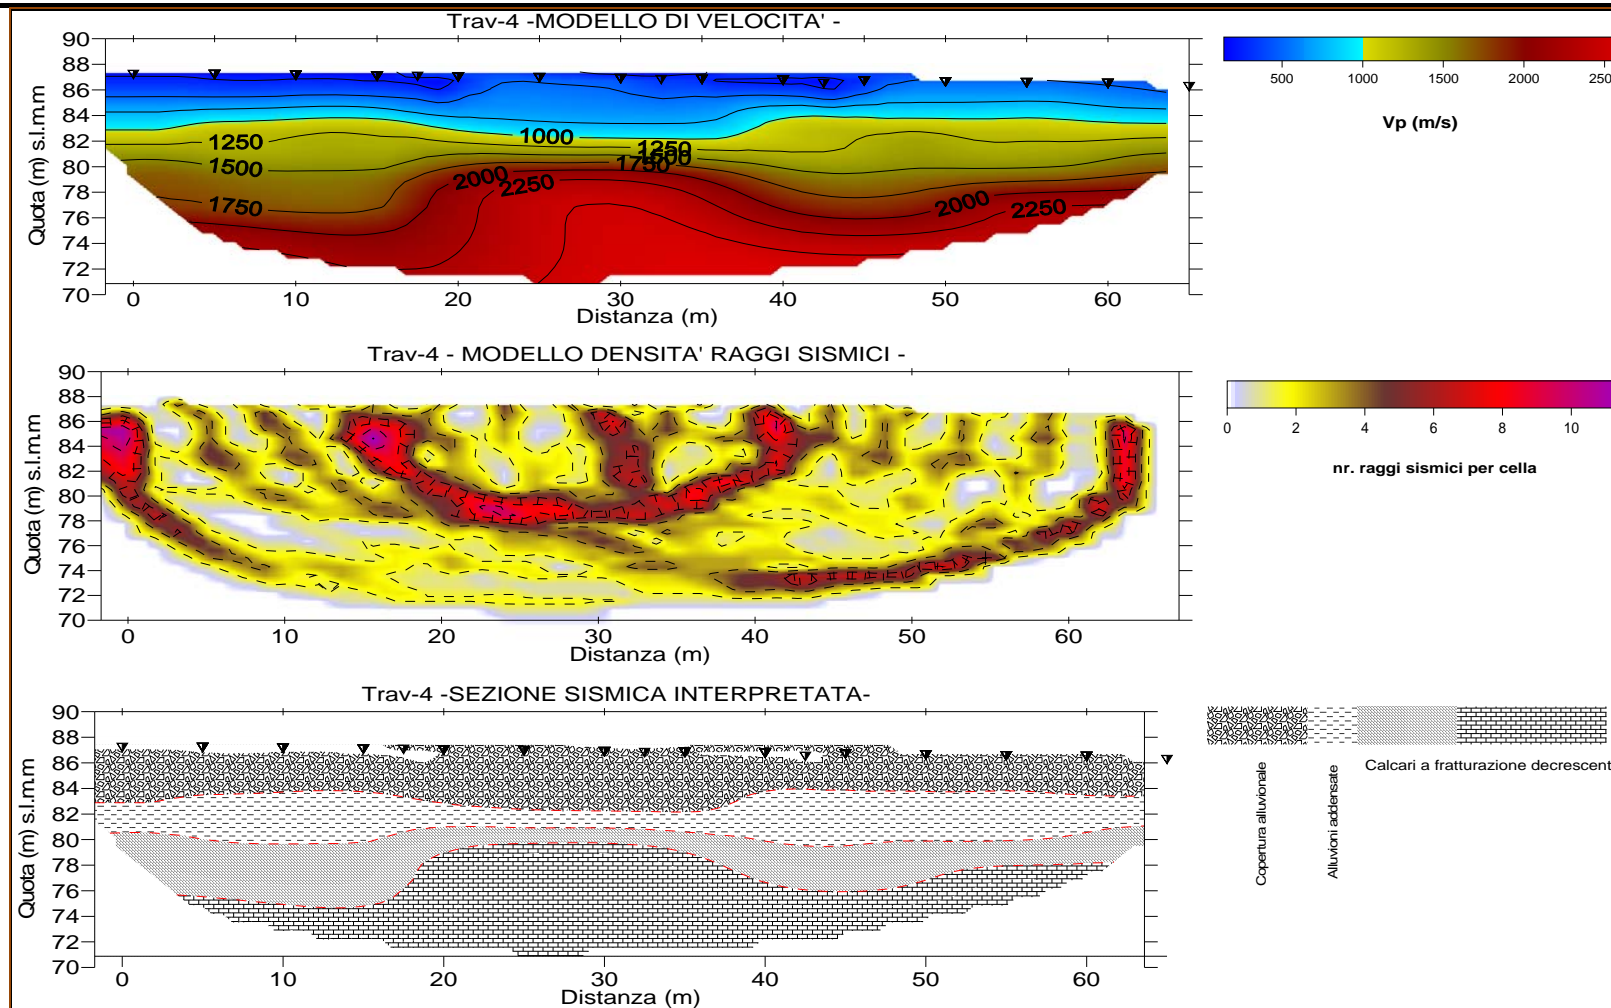 Trav-4 -MODELLO DI VELOCITA' -
90
88
86
84
82
80
78
76
74
72
70
Quota (m) s.l.m.m
1250
1500
1750
1000
1250
1500
1750
2000
2250
2000
2250
0 10 20 30 40 50 60
Distanza (m)
500 1000 1500 2000 250
Vp (m/s)
Trav-4 - MODELLO DENSITA' RAGGI SISMICI -
90
88
86
84
82
80
78
76
74
72
70
Quota (m) s.l.m.m
0 10 20 30 40 50 60
Distanza (m)
0 2 4 6 8 10
nr. raggi sismici per cella
Trav-4 -SEZIONE SISMICA INTERPRETATA-
90
88
86
84
82
80
78
76
74
72
70
Quota (m) s.l.m.m
0 10 20 30 40 50 60
Distanza (m)
Copertura alluvionale
Alluvioni addensate
Calcari a fratturazione decrescent